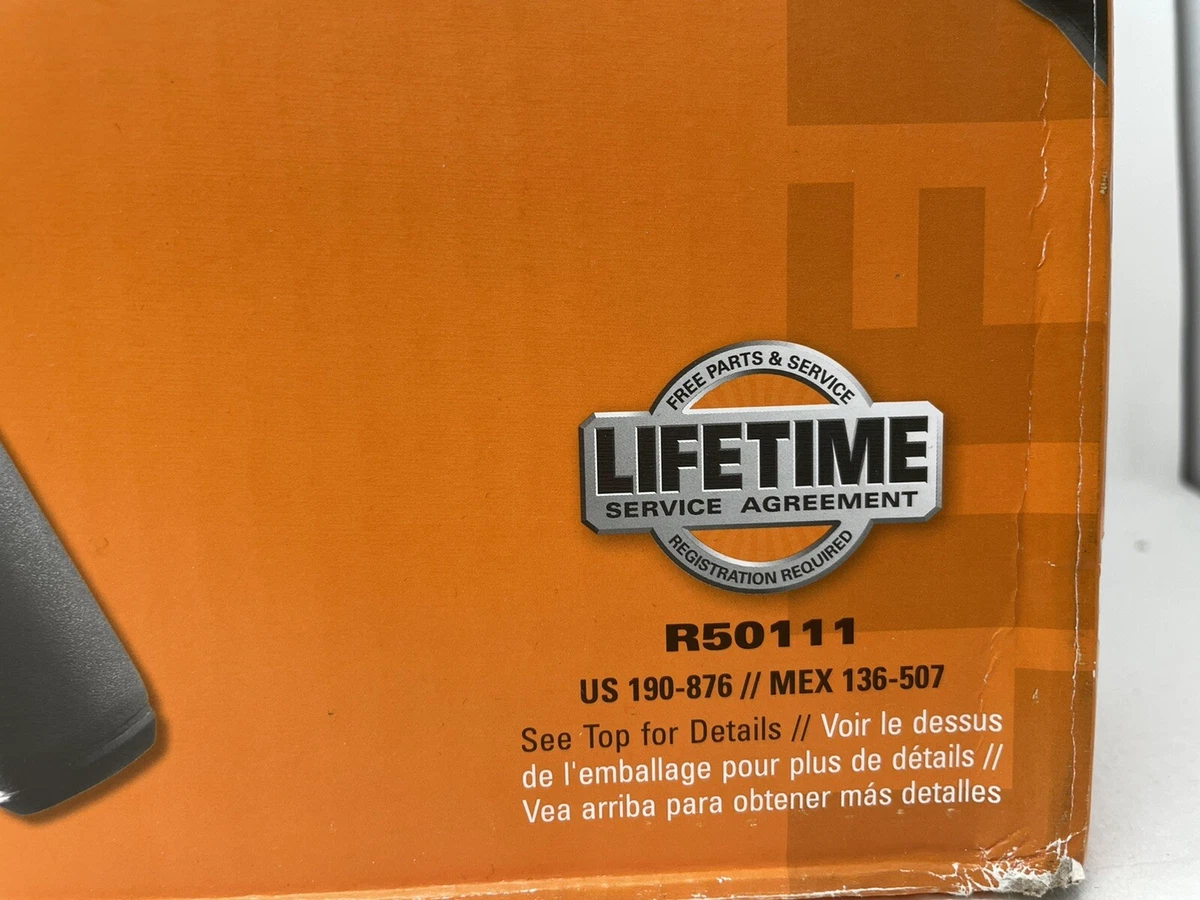 FREE PARTS & SERVICE
LIFETIME
SERVICE AGREEMENT
REGISTRATION REQUIRED
R50111
US 190-876 // MEX 136-507
See Top for Details // Voir le dessus
de l'emballage pour plus de détails //
Vea arriba para obtener más detalles